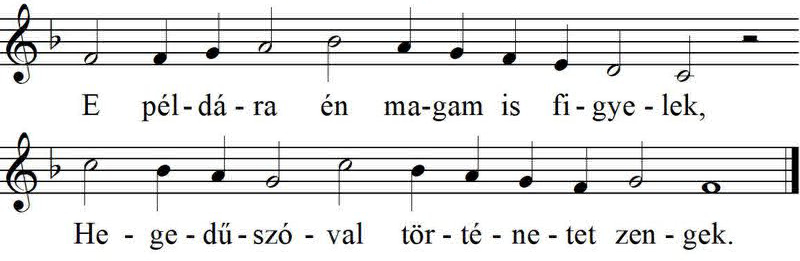 E pél - dá - ra én ma - gam is fi - gye - lek,
He - ge - dű - szó - val tör - té - ne - tet zen - gek.